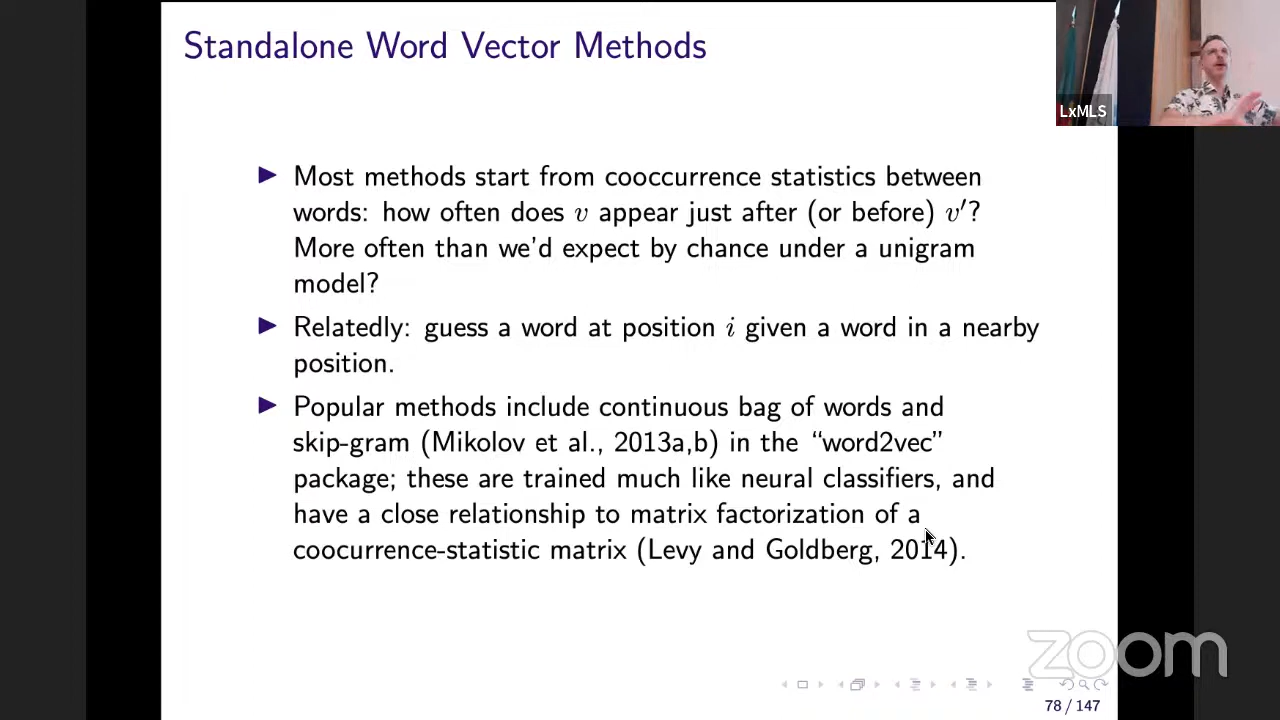 Standalone Word Vector Methods
LxMLS
Most methods start from cooccurrence statistics between
words: how often does v appear just after (or before) v′?
More often than we'd expect by chance under a unigram
model?
Relatedly: guess a word at position i given a word in a nearby
position.
Popular methods include continuous bag of words and
skip-gram (Mikolov et al., 2013a,b) in the “word2vec”
package; these are trained much like neural classifiers, and
have a close relationship to matrix factorization of a
coocurrence-statistic matrix (Levy and Goldberg, 2014).
zoom
78 / 147